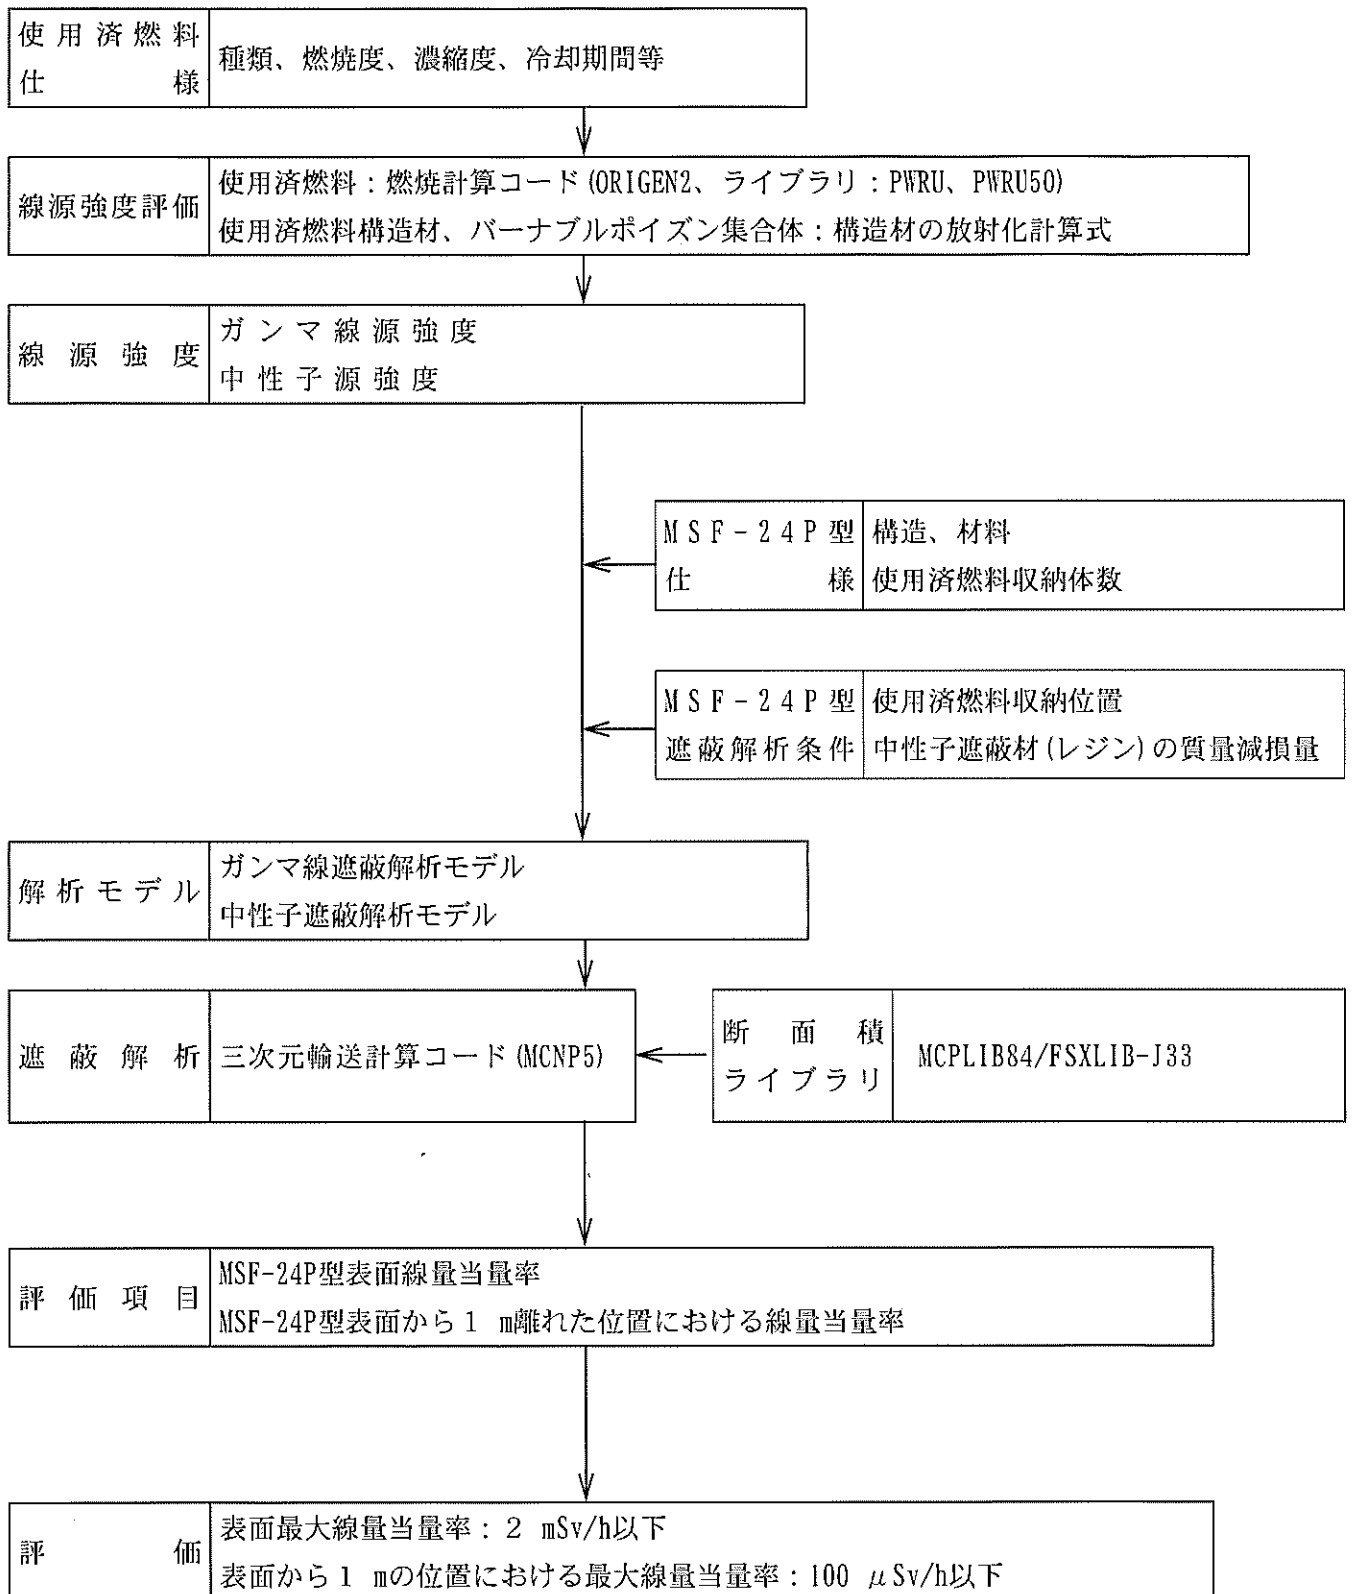 使用済燃料
仕様
種類、燃焼度、濃縮度、冷却期間等
線源強度評価
使用済燃料：燃焼計算コード(ORIGEN2、ライブラリ：PWRU、PWRU50)
使用済燃料構造材、バーナブルポイズン集合体：構造材の放射化計算式
線源強度
ガンマ線源強度
中性子源強度
MSF-24P型
仕様
構造、材料
使用済燃料収納体数
MSF-24P型
遮蔽解析条件
使用済燃料収納位置
中性子遮蔽材(レジン)の質量減損量
解析モデル
ガンマ線遮蔽解析モデル
中性子遮蔽解析モデル
遮蔽解析
三次元輸送計算コード(MCNP5)
断面積
ライブラリ
MCPLIB84/FSXLIB-J33
評価項目
MSF-24P型表面線量当量率
MSF-24P型表面から1 m離れた位置における線量当量率
評価
表面最大線量当量率：2 mSv/h以下
表面から1 mの位置における最大線量当量率：100 μSv/h以下